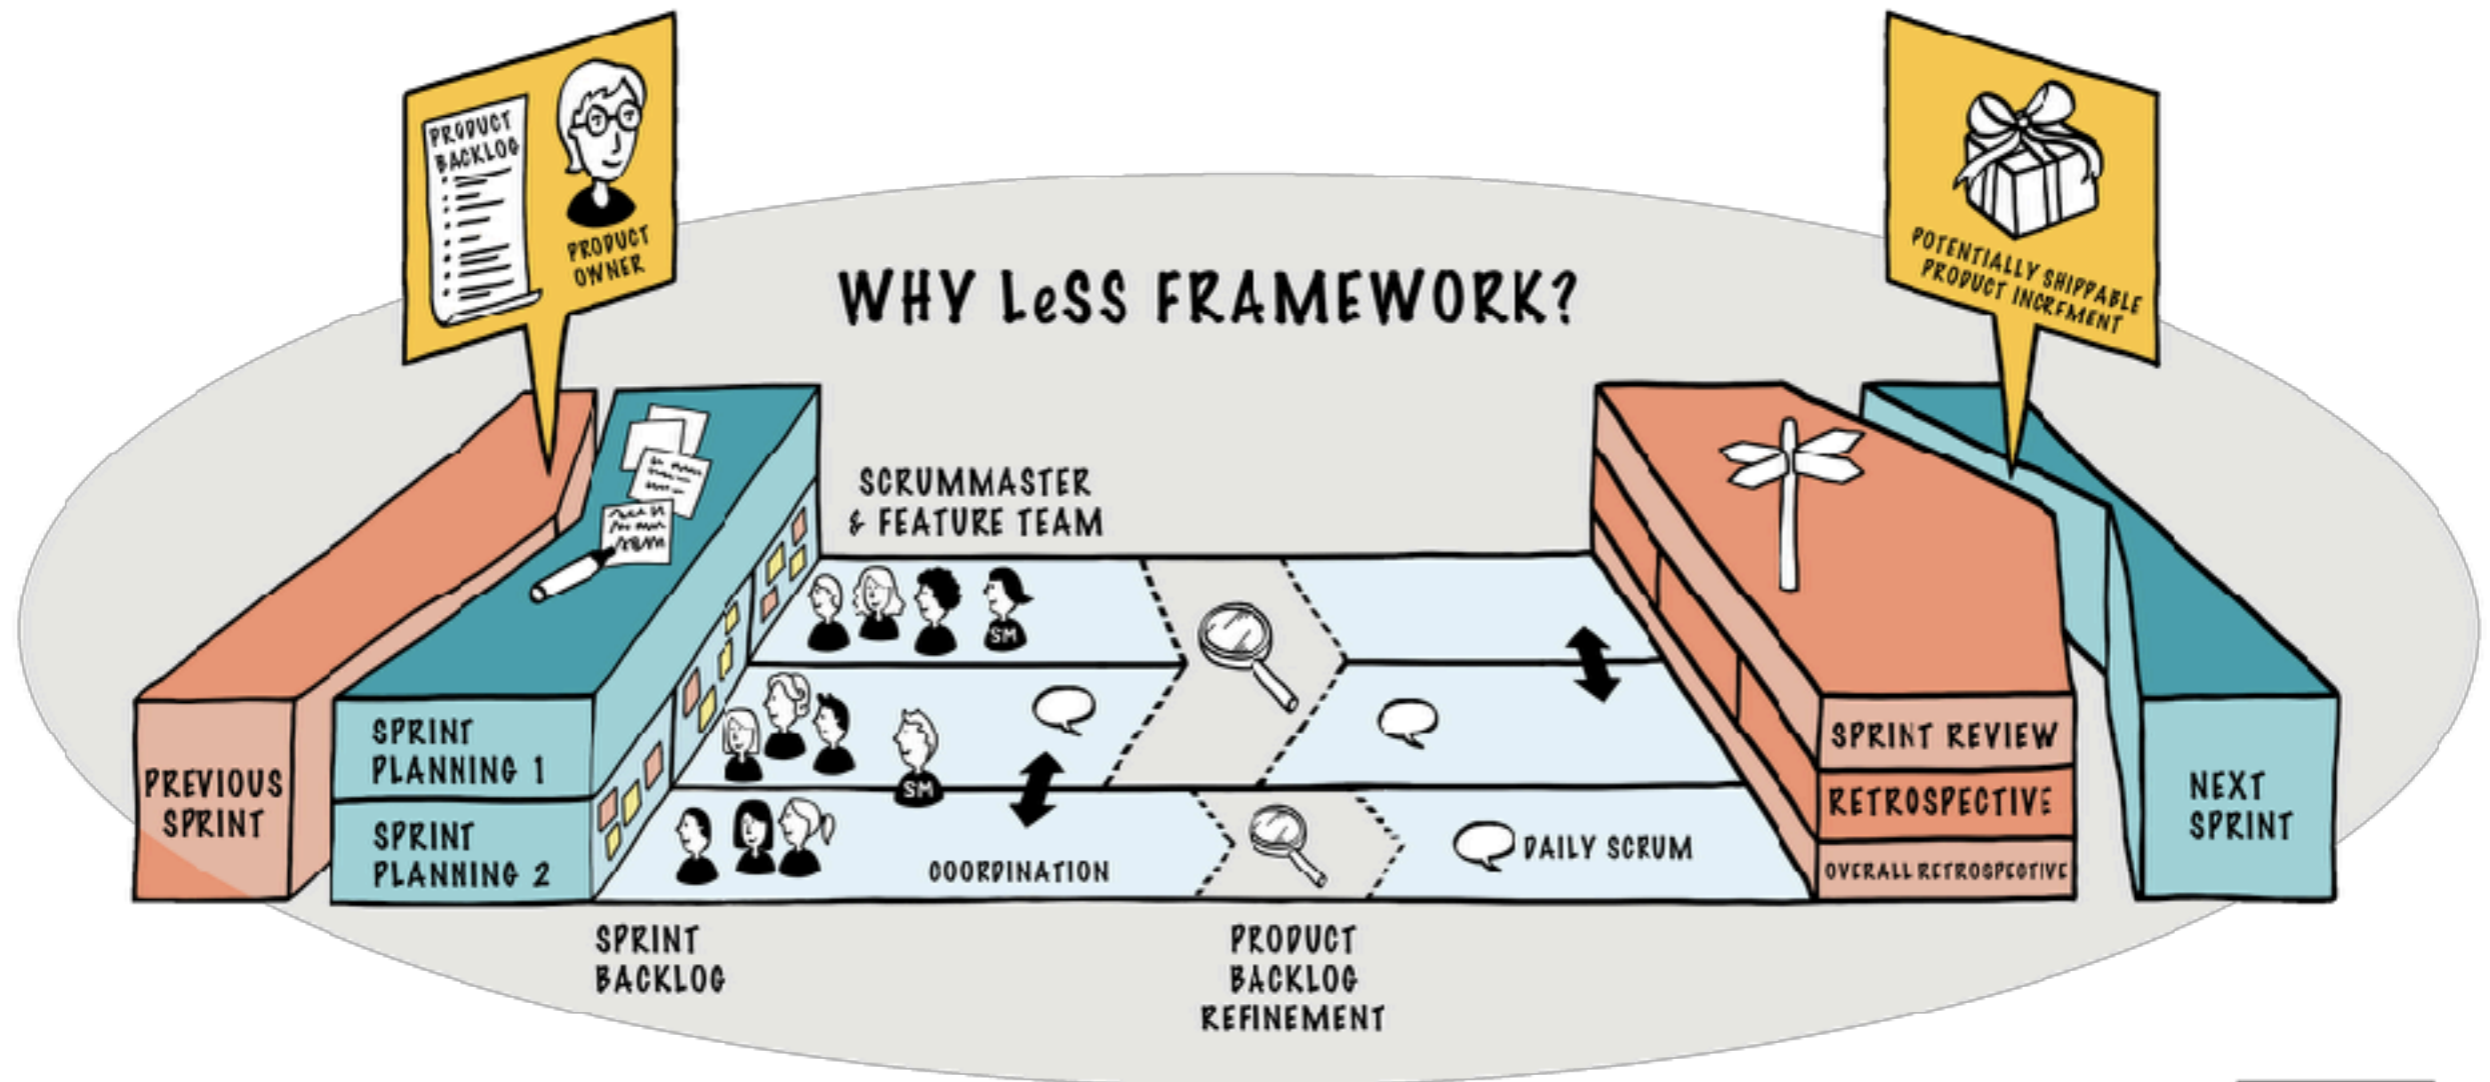 PRODUCT
BACKLOG
PRODUCT
OWNER
POTENTIALLY SHIPPABLE
PRODUCT INCREMENT
WHY LeSS FRAMEWORK?
SCRUMMASTER
& FEATURE TEAM
SM
SM
PREVIOUS
SPRINT
SPRINT
PLANNING 1
SPRINT
PLANNING 2
COORDINATION
DAILY SCRUM
SPRINT REVIEW
RETROSPECTIVE
OVERALL RETROSPECTIVE
NEXT
SPRINT
SPRINT
BACKLOG
PRODUCT
BACKLOG
REFINEMENT